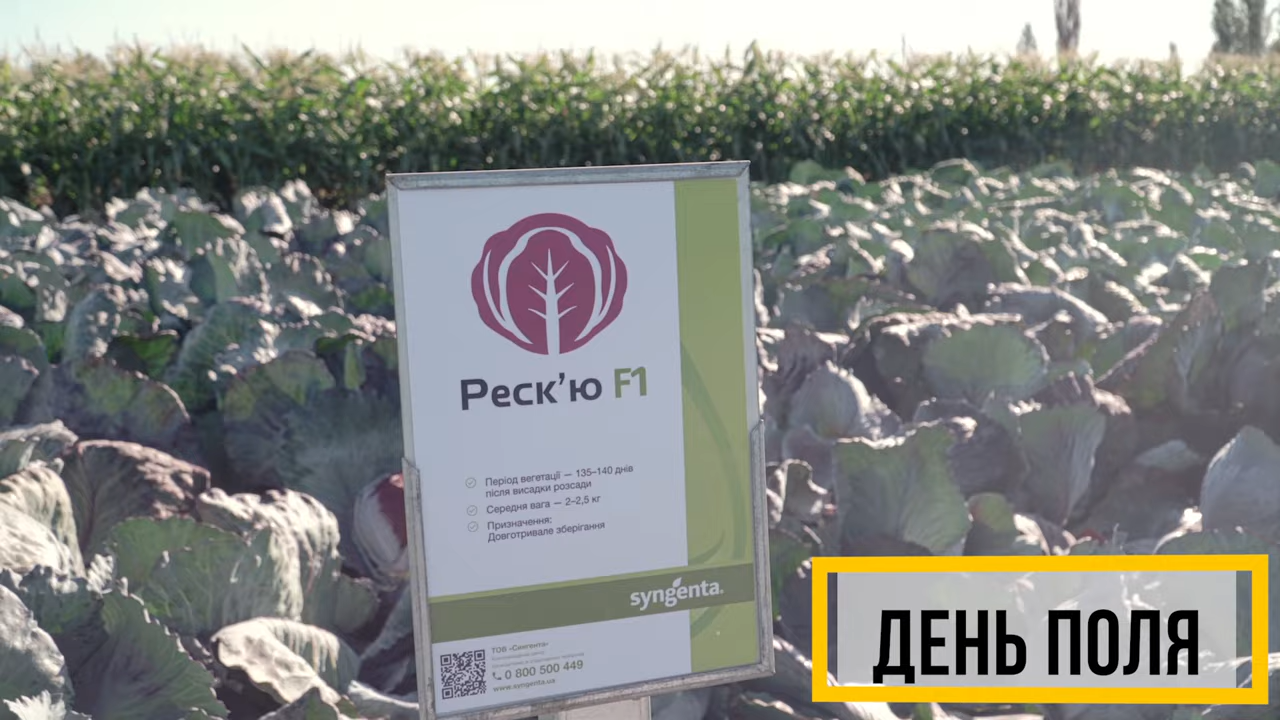 Реск'ю F1
Період вегетації — 135–140 днів
після висадки розсади
Середня вага — 2–2,5 кг
Призначення:
Довготривале зберігання
syngenta.
ТОВ «Сингента»
0 800 500 449
www.syngenta.ua
ДЕНЬ ПОЛЯ